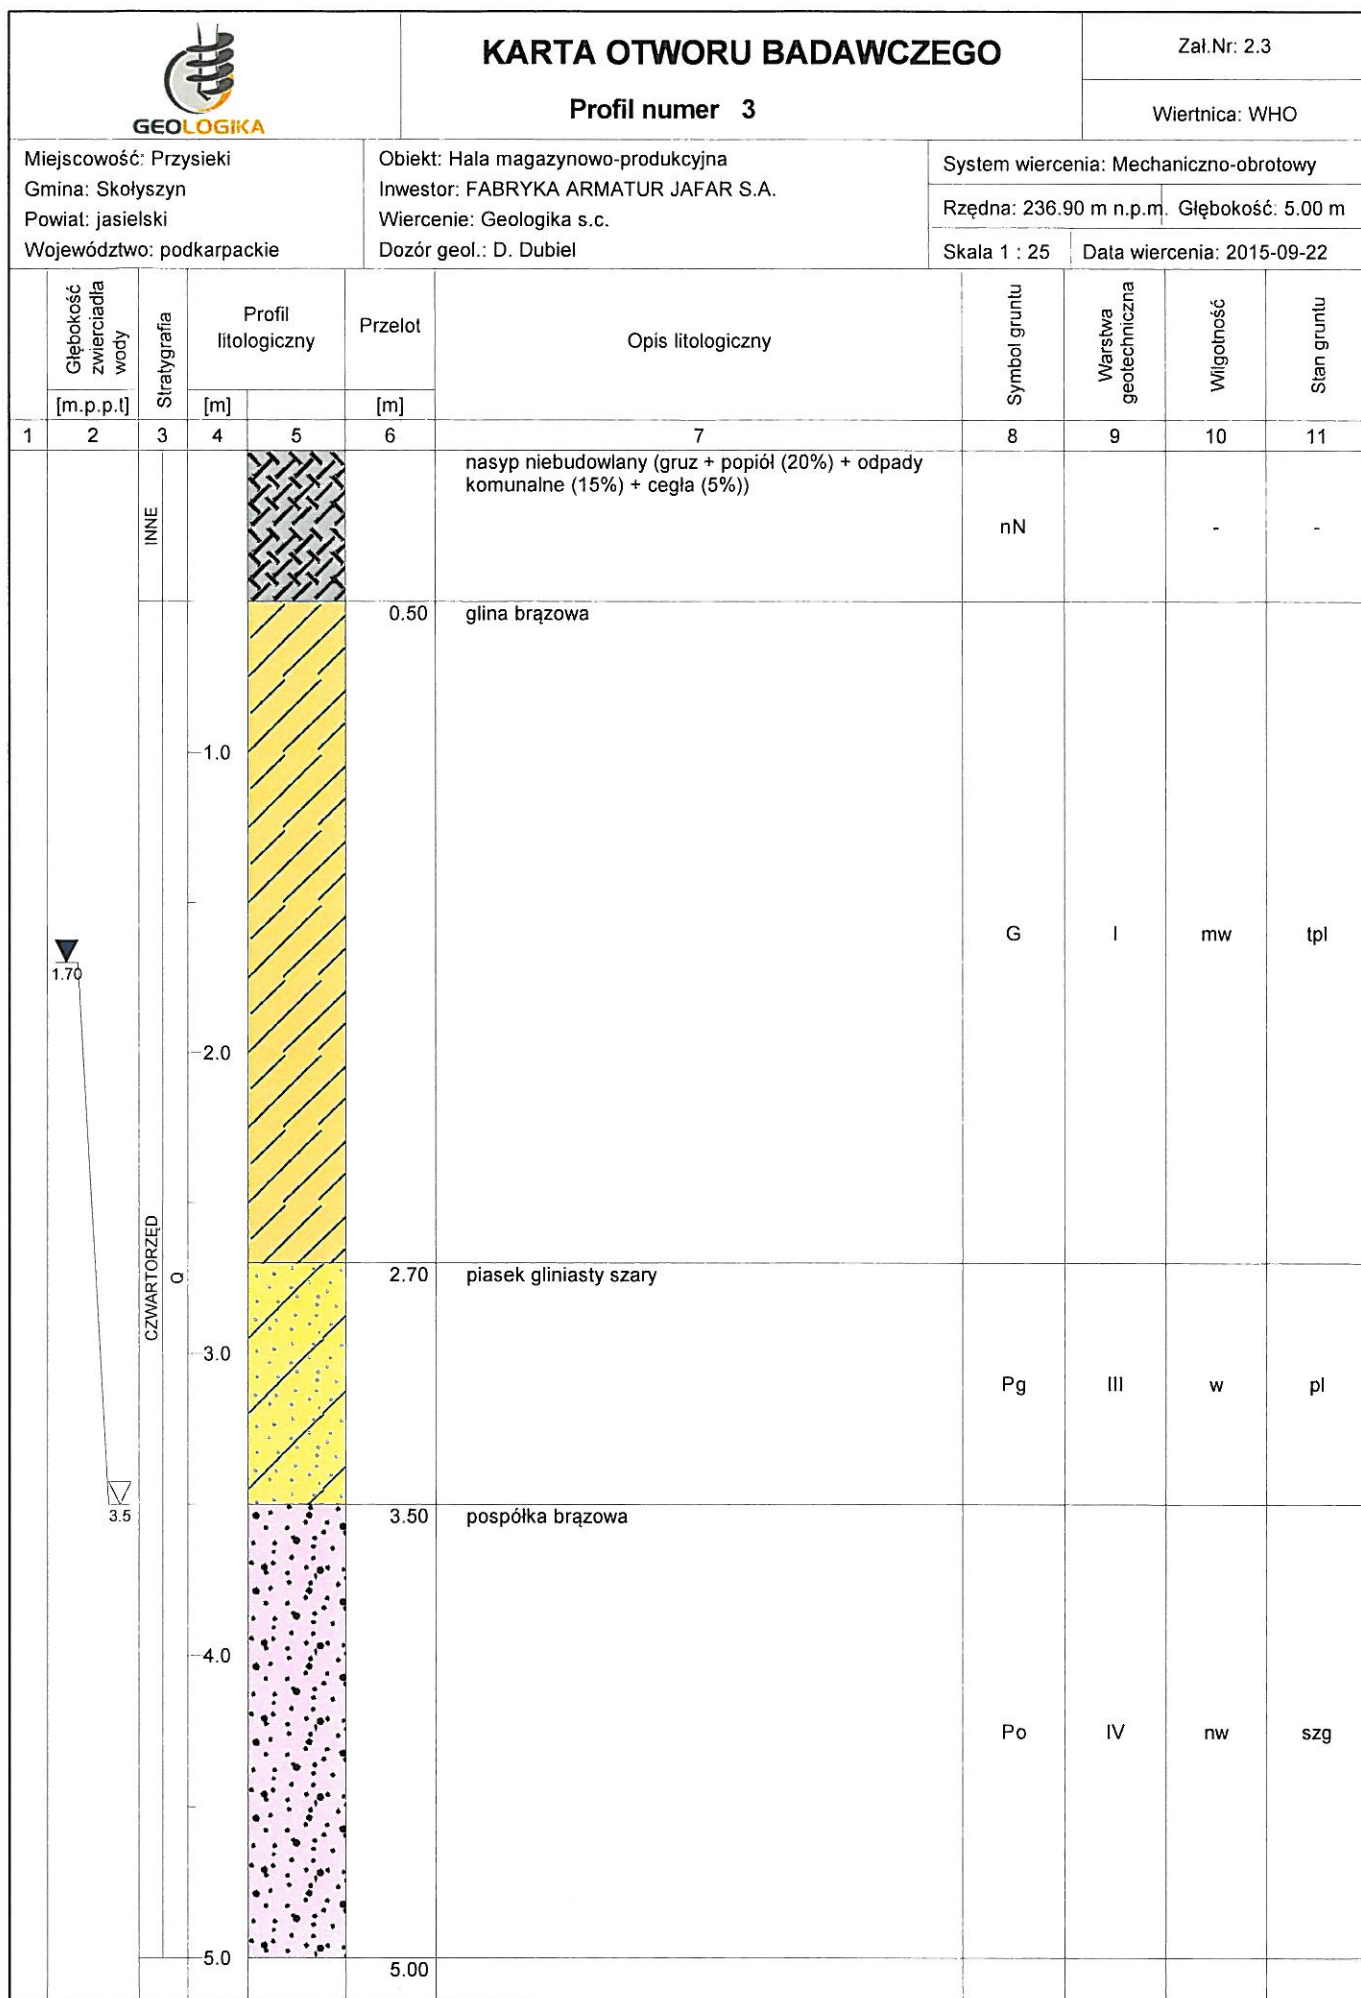 GEOLOGIKA
KARTA OTWORU BADAWCZEGO
Profil numer 3
Zał.Nr: 2.3
Wiertnica: WHO
Miejscowość: Przysieki
Gmina: Skołyszyn
Powiat: jasielski
Województwo: podkarpackie
Obiekt: Hala magazynowo-produkcyjna
Inwestor: FABRYKA ARMATUR JAFAR S.A.
Wiercenie: Geologika s.c.
Dozór geol.: D. Dubiel
System wiercenia: Mechaniczno-obrotowy
Rzędna: 236.90 m n.p.m. Głębokość: 5.00 m
Skala 1 : 25 Data wiercenia: 2015-09-22
Głębokość
zwierciadła
wody
[m.p.p.t]
Stratygrafia
Profil
litologiczny
[m]
Przelot
[m]
Opis litologiczny
Symbol gruntu
Warstwa
geotechniczna
Wilgotność
Stan gruntu
1 2 3 4 5 6 7 8 9 10 11
INNE
nasyp niebudowlany (gruz + popiół (20%) + odpady
komunalne (15%) + cegła (5%))
nN - -
0.50 glina brązowa
1.0
G I mw tpl
1.70
2.0
CZWARTORZĘD
Q
2.70 piasek gliniasty szary
3.0
Pg III w pl
3.5
3.50 pospółka brązowa
4.0
Po IV nw szg
5.0
5.00